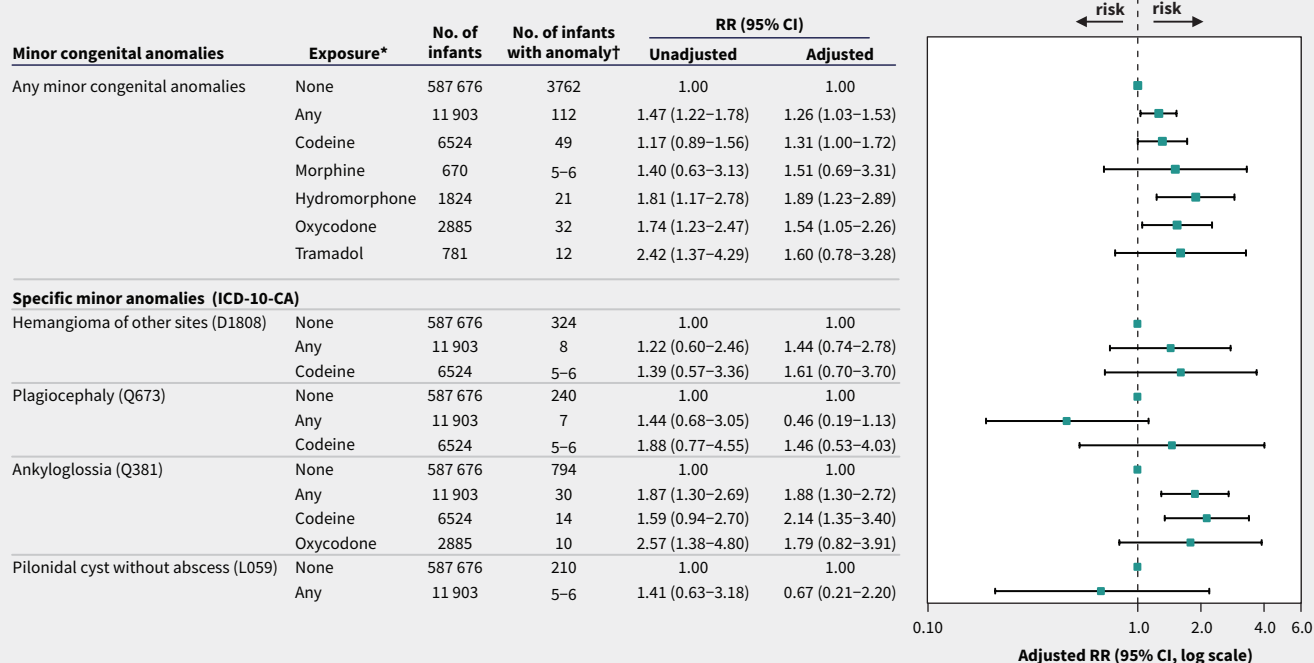 risk risk
RR (95% CI)
No. of No. of infants
Minor congenital anomalies Exposure* infants with anomaly† Unadjusted Adjusted
Any minor congenital anomalies None 587 676 3762 1.00 1.00
Any 11 903 112 1.47 (1.22–1.78) 1.26 (1.03–1.53)
Codeine 6524 49 1.17 (0.89–1.56) 1.31 (1.00–1.72)
Morphine 670 5–6 1.40 (0.63–3.13) 1.51 (0.69–3.31)
Hydromorphone 1824 21 1.81 (1.17–2.78) 1.89 (1.23–2.89)
Oxycodone 2885 32 1.74 (1.23–2.47) 1.54 (1.05–2.26)
Tramadol 781 12 2.42 (1.37–4.29) 1.60 (0.78–3.28)
Specific minor anomalies (ICD-10-CA)
Hemangioma of other sites (D1808) None 587 676 324 1.00 1.00
Any 11 903 8 1.22 (0.60–2.46) 1.44 (0.74–2.78)
Codeine 6524 5–6 1.39 (0.57–3.36) 1.61 (0.70–3.70)
Plagiocephaly (Q673) None 587 676 240 1.00 1.00
Any 11 903 7 1.44 (0.68–3.05) 0.46 (0.19–1.13)
Codeine 6524 5–6 1.88 (0.77–4.55) 1.46 (0.53–4.03)
Ankyloglossia (Q381) None 587 676 794 1.00 1.00
Any 11 903 30 1.87 (1.30–2.69) 1.88 (1.30–2.72)
Codeine 6524 14 1.59 (0.94–2.70) 2.14 (1.35–3.40)
Oxycodone 2885 10 2.57 (1.38–4.80) 1.79 (0.82–3.91)
Pilonidal cyst without abscess (L059) None 587 676 210 1.00 1.00
Any 11 903 5–6 1.41 (0.63–3.18) 0.67 (0.21–2.20)
0.10 1.0 2.0 4.0 6.0
Adjusted RR (95% CI, log scale)